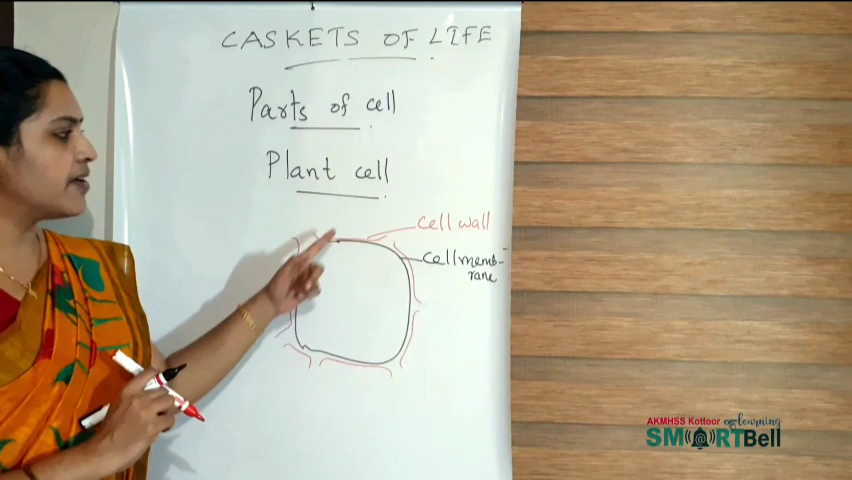 CASKETS OF LIFE
Parts of cell
Plant cell
cell wall
cell memb-
rane
AKMHSS Kottoor e-learning
SMARTBell